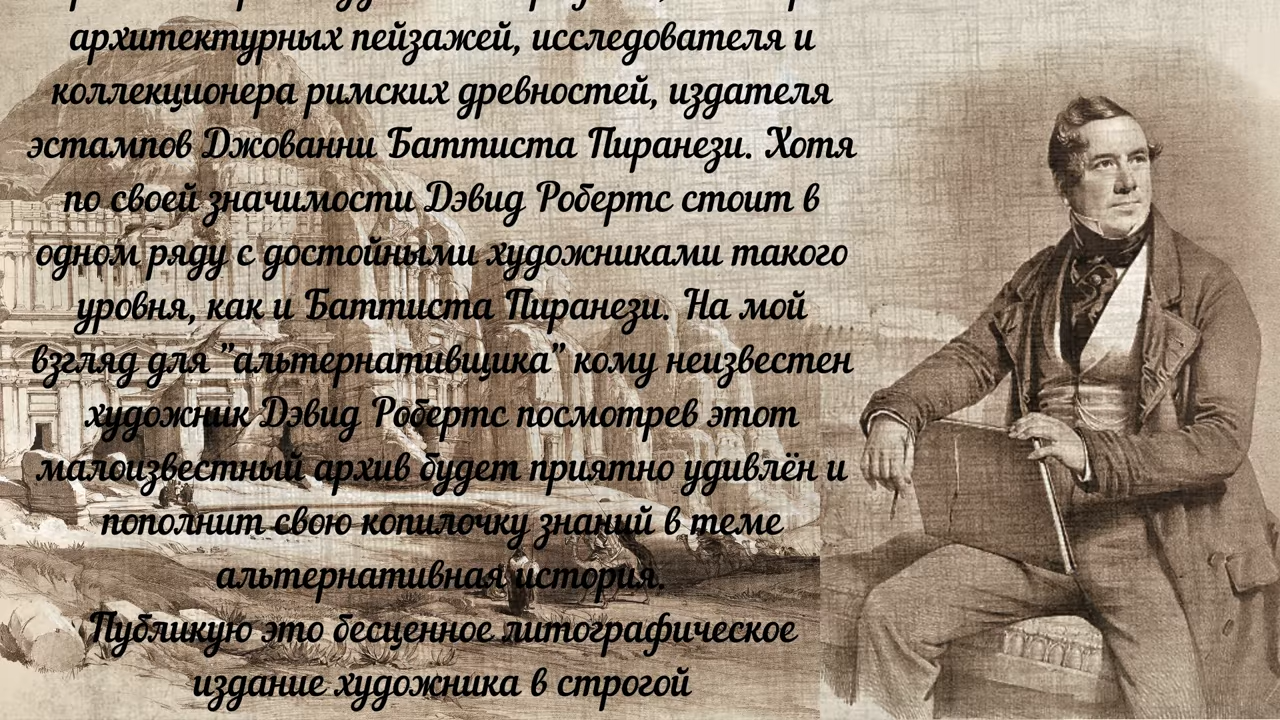 архитектурных пейзажей, исследователя и
коллекционера римских древностей, издателя
эстампов Джованни Баттиста Пиранези. Хотя
по своей значимости Дэвид Робертс стоит в
одном ряду с достойными художниками такого
уровня, как и Баттиста Пиранези. На мой
взгляд для "альтернативщика" кому неизвестен
художник Дэвид Робертс посмотрев этот
малоизвестный архив будет приятно удивлён и
пополнит свою копилочку знаний в теме
альтернативная история.
Публикую это бесценное литографическое
издание художника в строгой